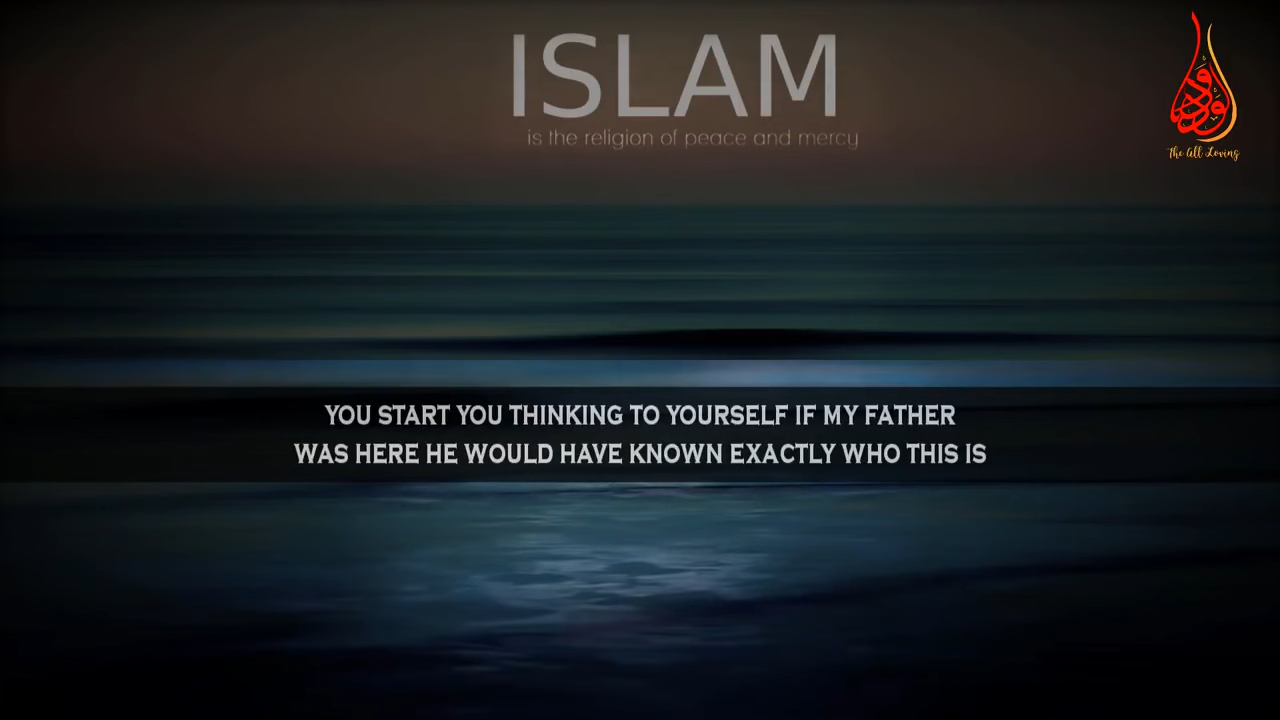 ISLAM
is the religion of peace and mercy
الودود
The All Loving
YOU START YOU THINKING TO YOURSELF IF MY FATHER
WAS HERE HE WOULD HAVE KNOWN EXACTLY WHO THIS IS